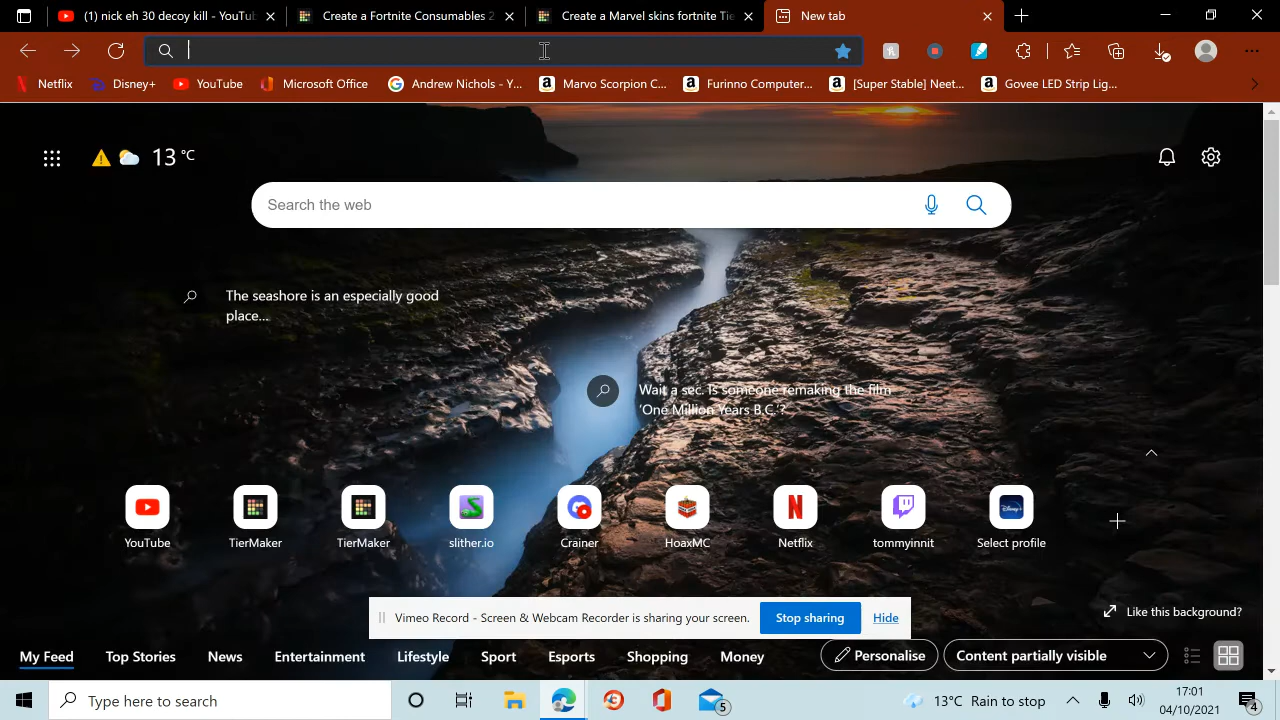 (1) nick eh 30 decoy kill - YouTub
Create a Fortnite Consumables 2
Create a Marvel skins fortnite Tie
New tab
Netflix
Disney+
YouTube
Microsoft Office
Andrew Nichols - Y...
Marvo Scorpion C...
Furinno Computer...
[Super Stable] Neet...
Govee LED Strip Lig...
13 °C
Search the web
The seashore is an especially good
place...
Wait a sec. Is someone remaking the film
'One Million Years B.C.'?
YouTube
TierMaker
TierMaker
slither.io
Crainer
HoaxMC
Netflix
tommyinnit
Select profile
Like this background?
Vimeo Record - Screen & Webcam Recorder is sharing your screen.
Stop sharing
Hide
My Feed
Top Stories
News
Entertainment
Lifestyle
Sport
Esports
Shopping
Money
Personalise
Content partially visible
Type here to search
5
13°C Rain to stop
17:01
04/10/2021
4